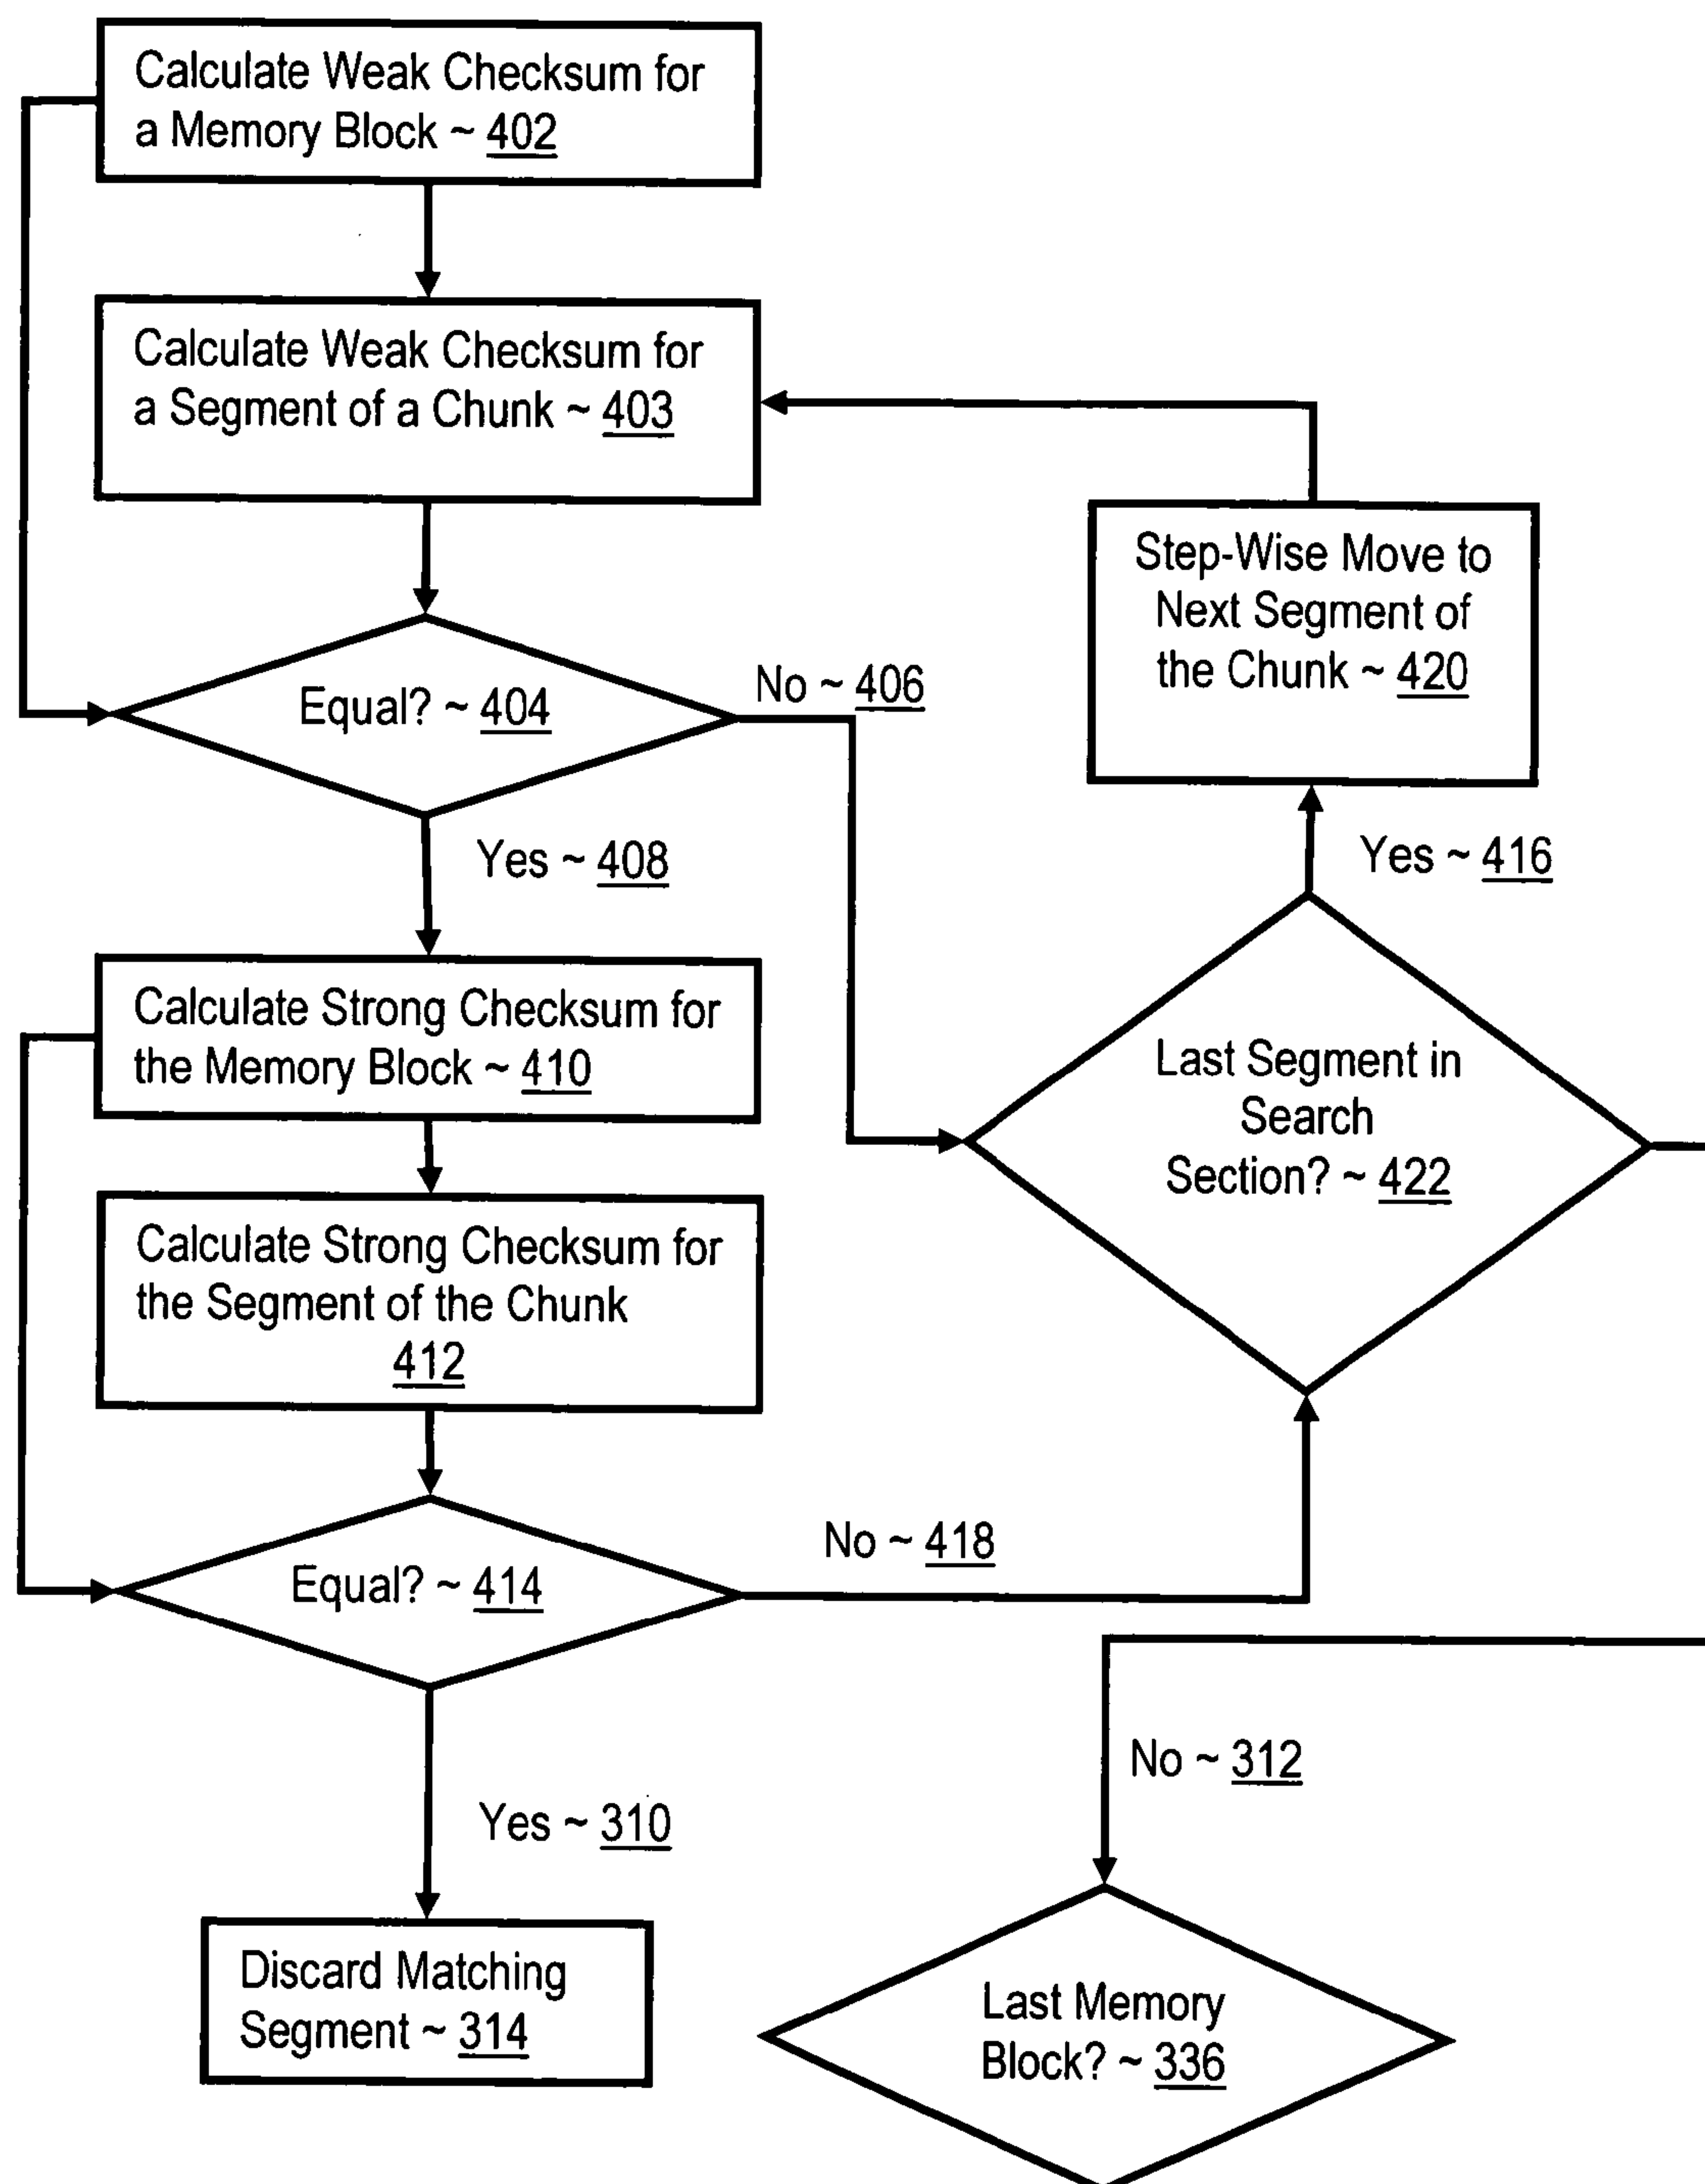 Calculate Weak Checksum for
a Memory Block ~ 402
Calculate Weak Checksum for
a Segment of a Chunk ~ 403
Equal? ~ 404
No ~ 406
Yes ~ 408
Step-Wise Move to
Next Segment of
the Chunk ~ 420
Yes ~ 416
Calculate Strong Checksum for
the Memory Block ~ 410
Last Segment in
Search
Section? ~ 422
Calculate Strong Checksum for
the Segment of the Chunk
412
Equal? ~ 414
No ~ 418
No ~ 312
Yes ~ 310
Discard Matching
Segment ~ 314
Last Memory
Block? ~ 336